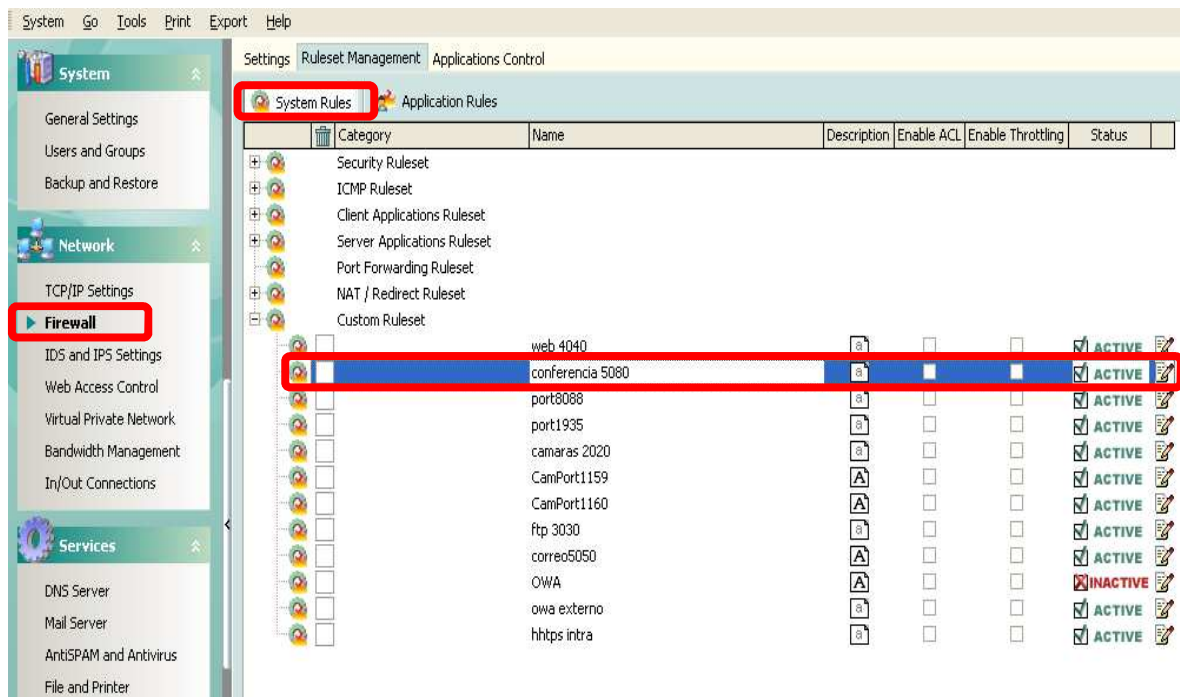 System Go Tools Print Export Help
System
General Settings
Users and Groups
Backup and Restore
Network
TCP/IP Settings
Firewall
IDS and IPS Settings
Web Access Control
Virtual Private Network
Bandwidth Management
In/Out Connections
Services
DNS Server
Mail Server
AntiSPAM and Antivirus
File and Printer
Settings Ruleset Management Applications Control
System Rules Application Rules
Category Name Description Enable ACL Enable Throttling Status
Security Ruleset
ICMP Ruleset
Client Applications Ruleset
Server Applications Ruleset
Port Forwarding Ruleset
NAT / Redirect Ruleset
Custom Ruleset
web 4040 a ACTIVE
conferencia 5080 a ACTIVE
port8088 a ACTIVE
port1935 a ACTIVE
camaras 2020 a ACTIVE
CamPort1159 A ACTIVE
CamPort1160 A ACTIVE
ftp 3030 a ACTIVE
correo5050 A ACTIVE
OWA A INACTIVE
owa externo a ACTIVE
hhtps intra a ACTIVE